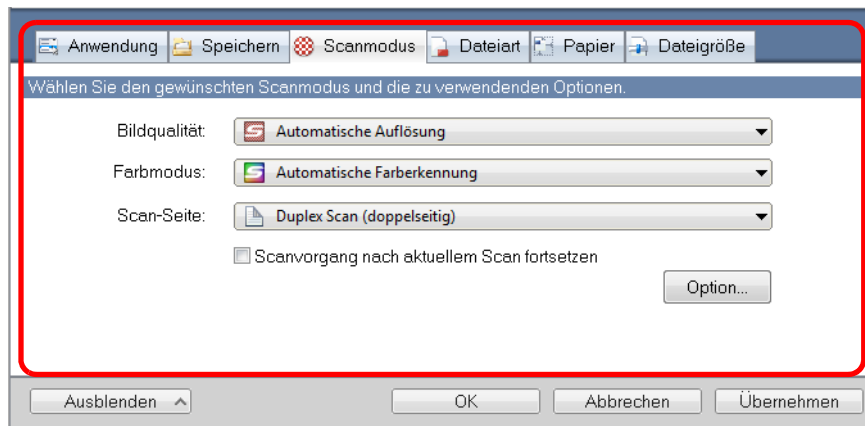 Anwendung Speichern Scanmodus Dateiart Papier Dateigröße
Wählen Sie den gewünschten Scanmodus und die zu verwendenden Optionen.
Bildqualität: Automatische Auflösung
Farbmodus: Automatische Farberkennung
Scan-Seite: Duplex Scan (doppelseitig)
Scanvorgang nach aktuellem Scan fortsetzen
Option...
Ausblenden OK Abbrechen Übernehmen